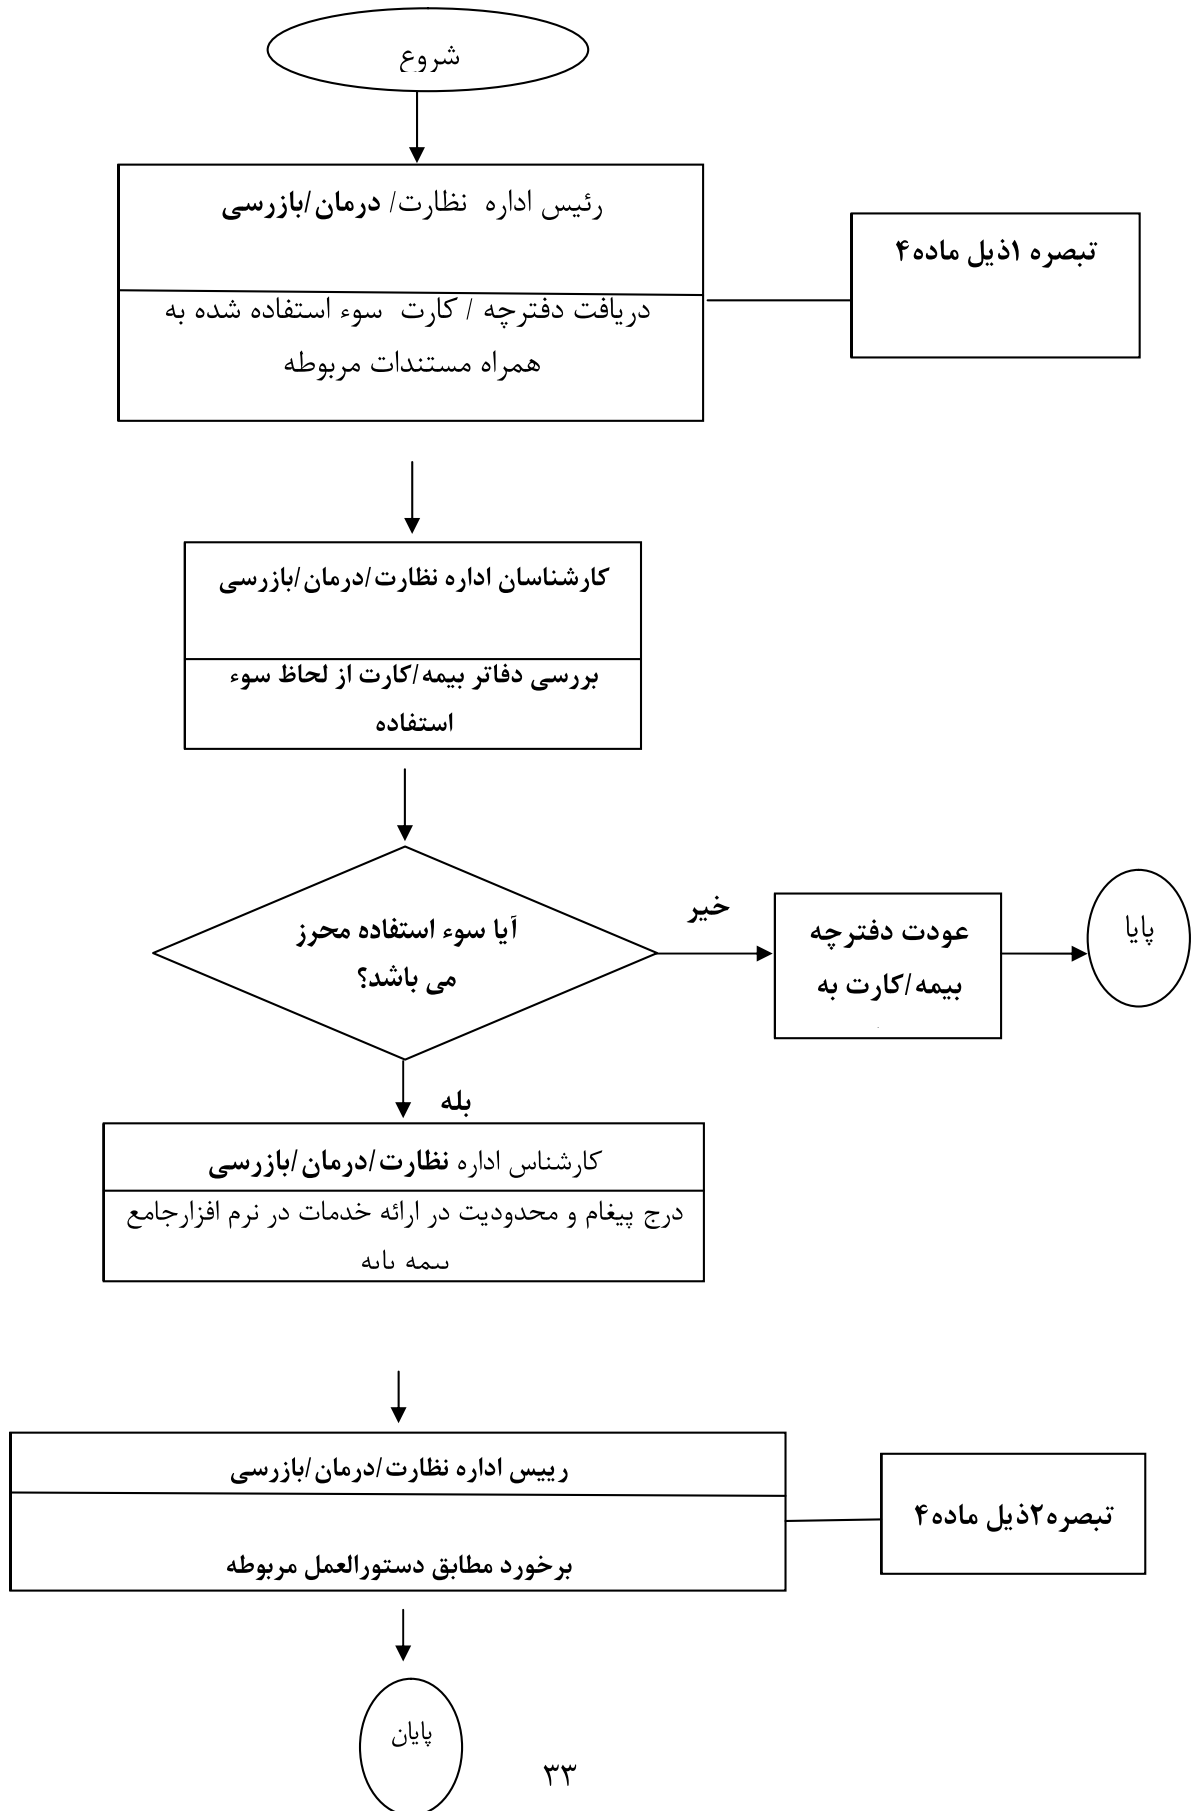 شروع
رئیس اداره نظارت/ درمان/بازرسی
تبصره ۱ذیل ماده۴
دریافت دفترچه / کارت سوء استفاده شده به
همراه مستندات مربوطه
کارشناسان اداره نظارت/درمان/بازرسی
بررسی دفاتر بیمه/کارت از لحاظ سوء
استفاده
آیا سوء استفاده محرز
می باشد؟
خیر
عودت دفترچه
بیمه/کارت به
پایا
بله
کارشناس اداره نظارت/درمان/بازرسی
درج پیغام و محدودیت در ارائه خدمات در نرم افزارجامع
بیمه
رییس اداره نظارت/درمان/بازرسی
برخورد مطابق دستورالعمل مربوطه
تبصره۲ذیل ماده۴
پایان
۳۳